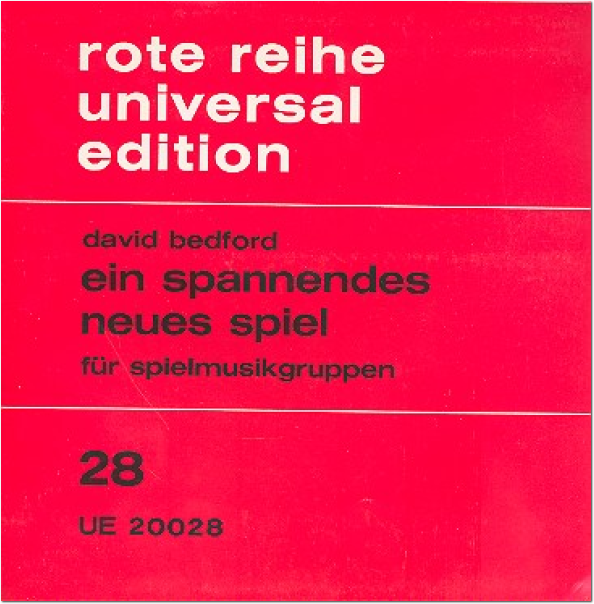 rote reihe
universal
edition
david bedford
ein spannendes
neues spiel
für spielmusikgruppen
28
UE 20028